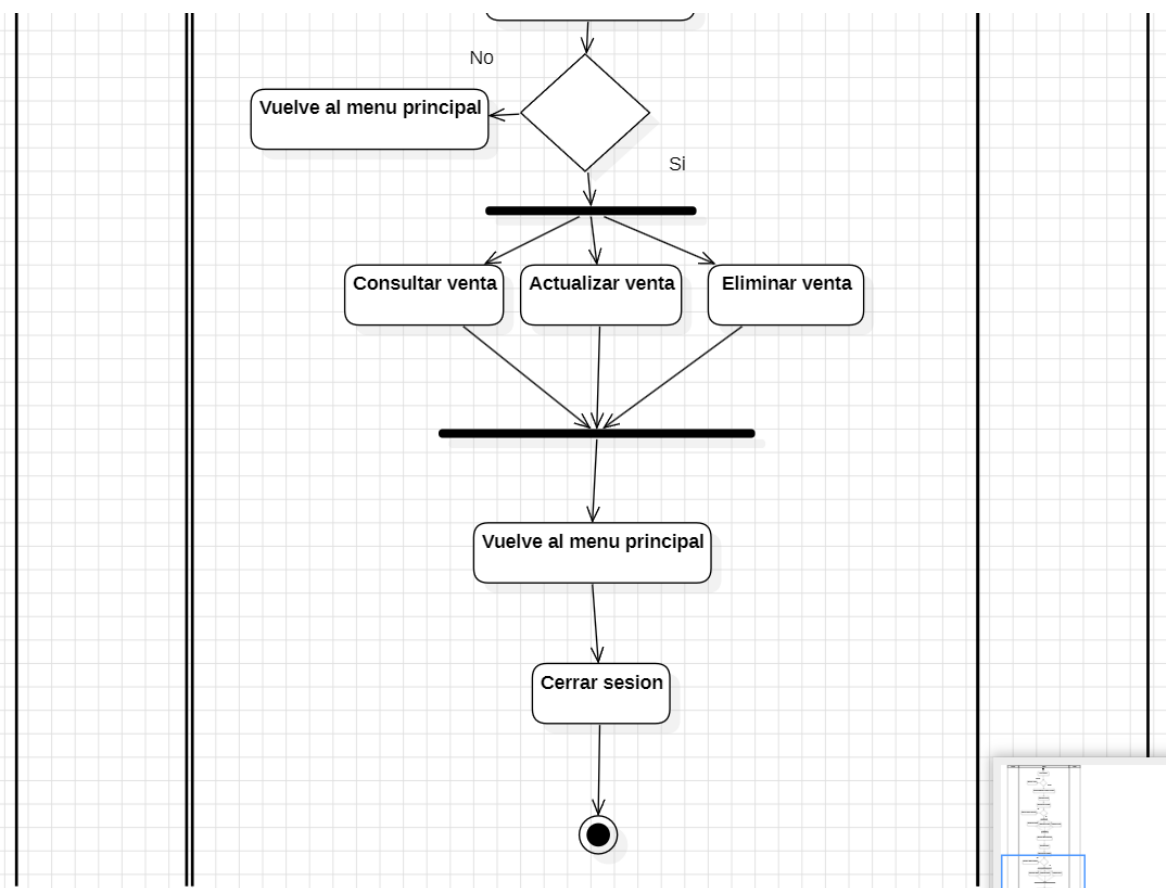 No
Vuelve al menu principal
Si
Consultar venta
Actualizar venta
Eliminar venta
Vuelve al menu principal
Cerrar sesion